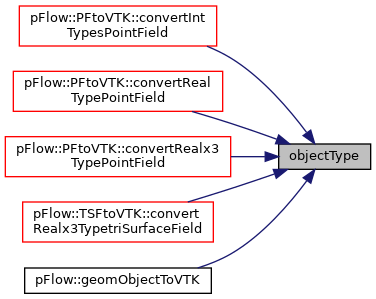 pFlow::PFtoVTK::convertInt
TypesPointField
pFlow::PFtoVTK::convertReal
TypePointField
pFlow::PFtoVTK::convertRealx3
TypePointField
objectType
pFlow::TSFtoVTK::convert
Realx3TypetriSurfaceField
pFlow::geomObjectToVTK